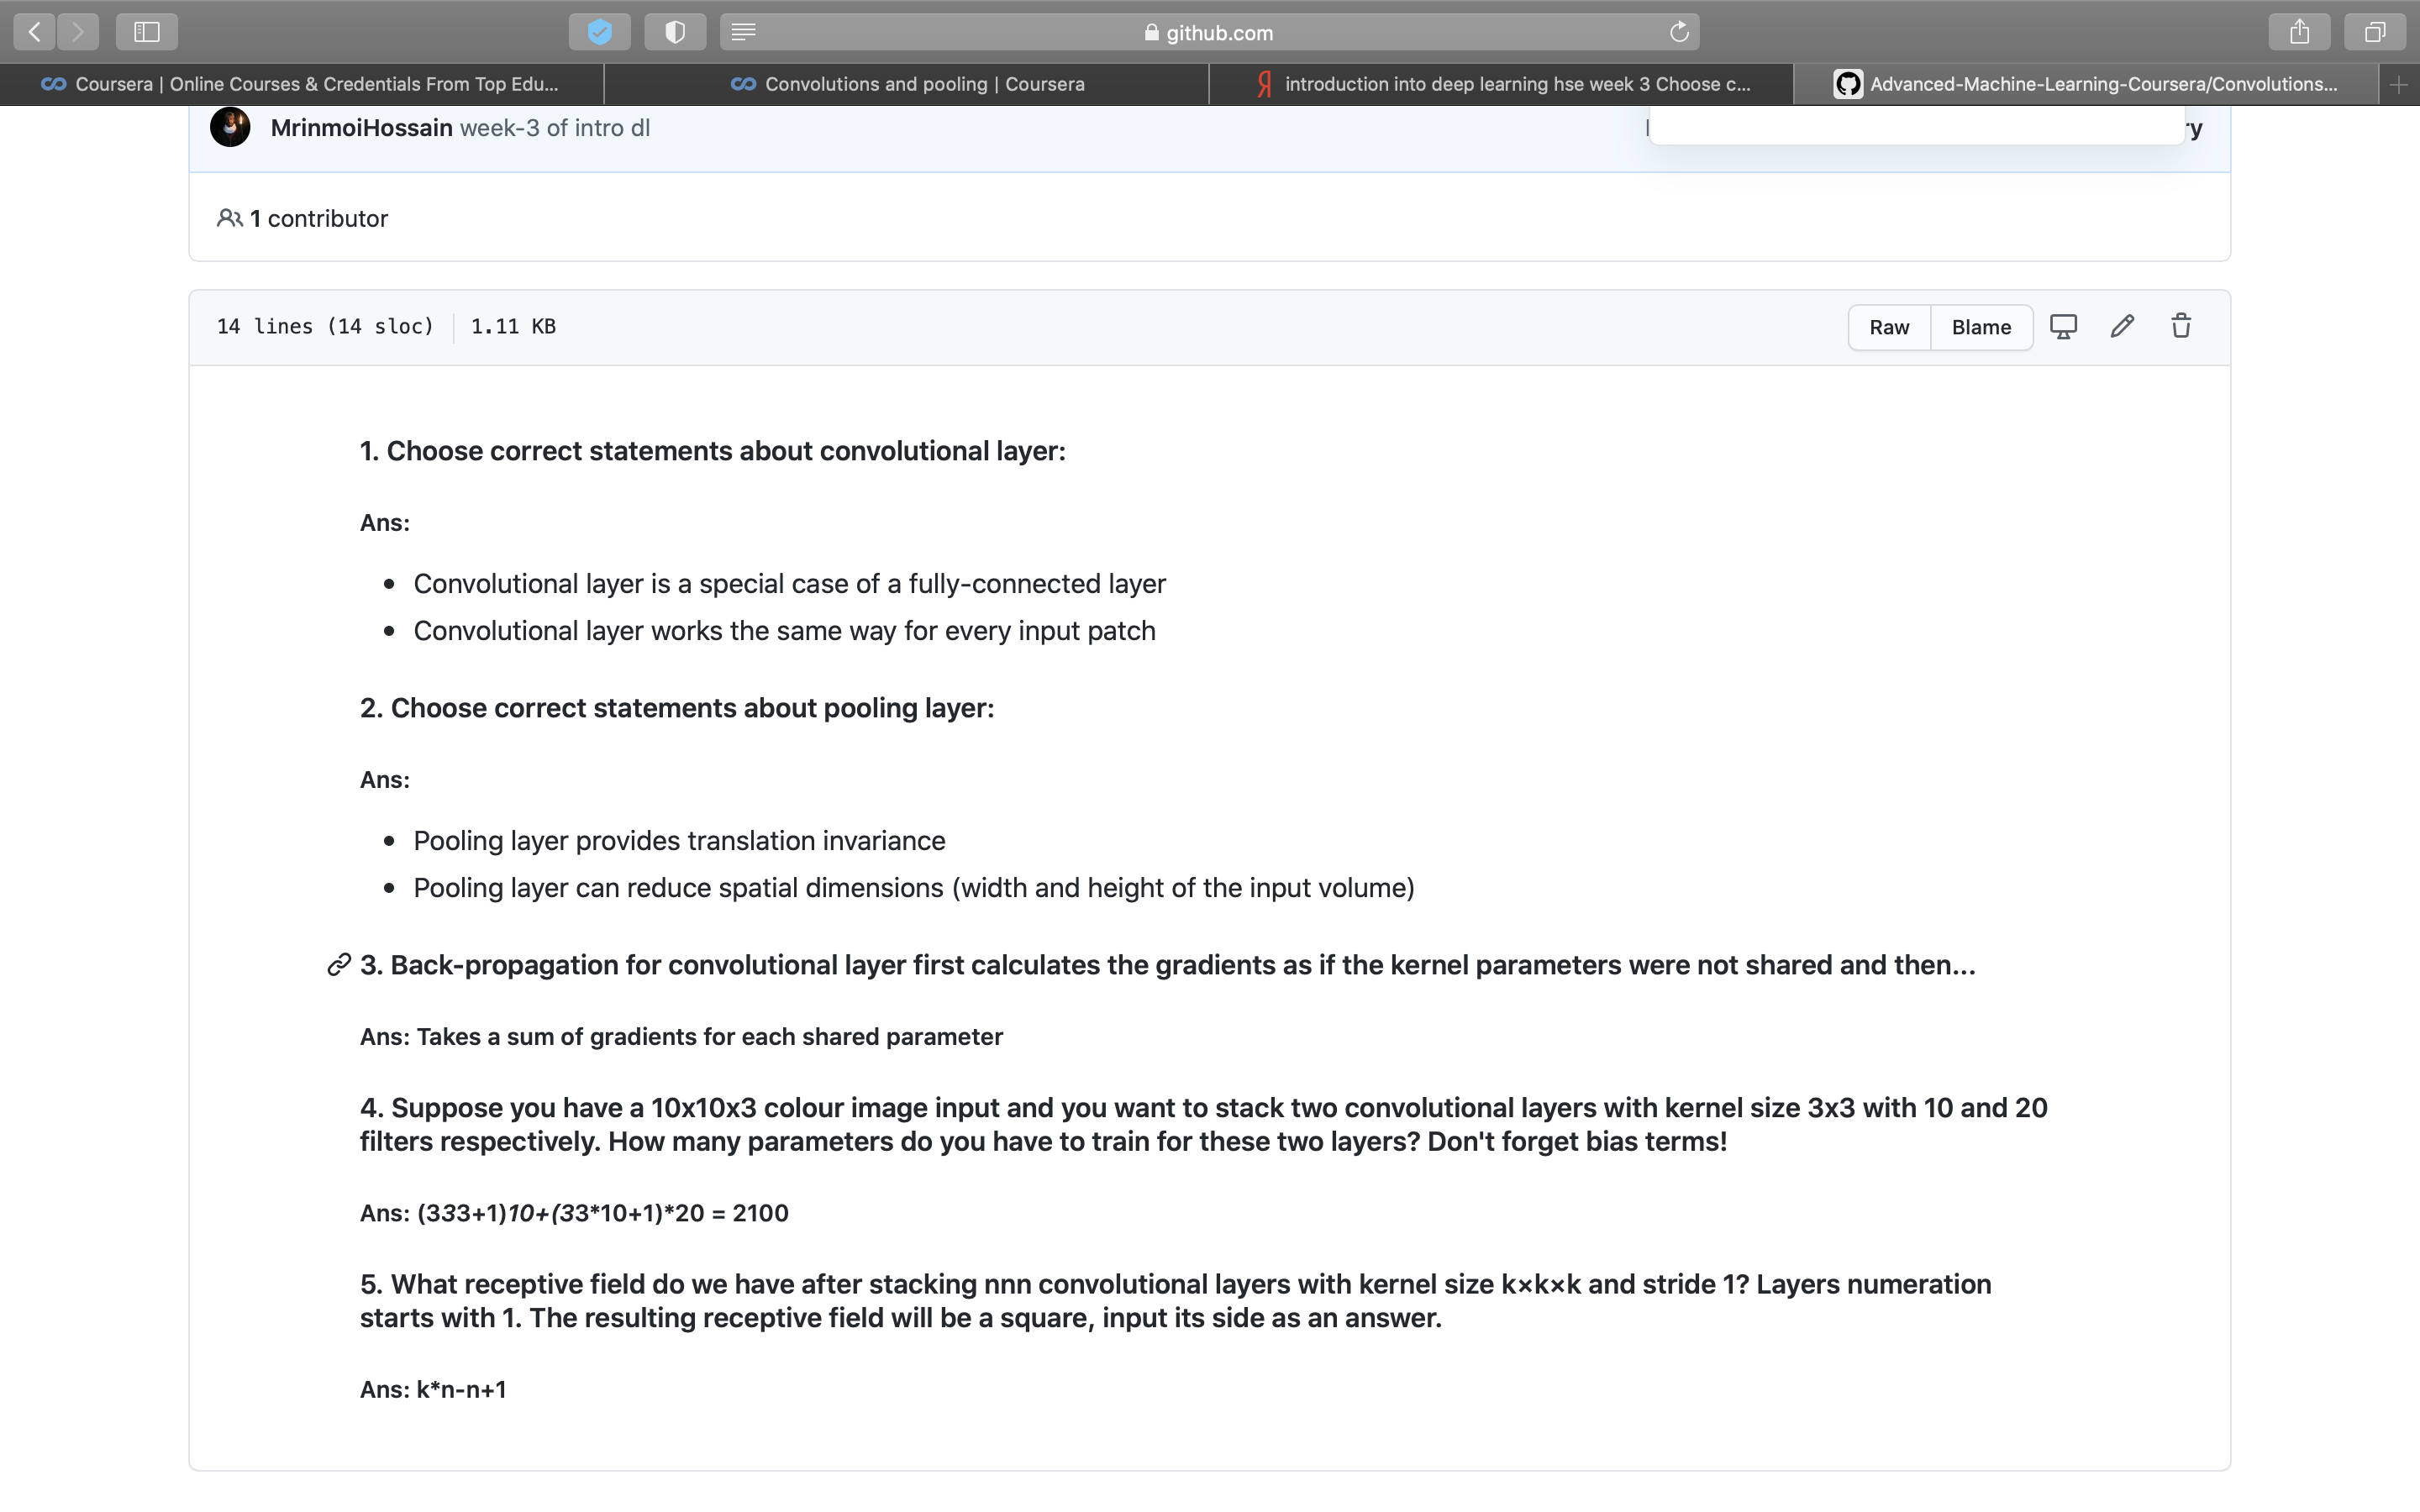 github.com
Coursera | Online Courses & Credentials From Top Edu...
Convolutions and pooling | Coursera
introduction into deep learning hse week 3 Choose c...
Advanced-Machine-Learning-Coursera/Convolutions...
MrinmoiHossain week-3 of intro dl
ry
1 contributor
14 lines (14 sloc) 1.11 KB
Raw Blame
1. Choose correct statements about convolutional layer:
Ans:
• Convolutional layer is a special case of a fully-connected layer
• Convolutional layer works the same way for every input patch
2. Choose correct statements about pooling layer:
Ans:
• Pooling layer provides translation invariance
• Pooling layer can reduce spatial dimensions (width and height of the input volume)
3. Back-propagation for convolutional layer first calculates the gradients as if the kernel parameters were not shared and then...
Ans: Takes a sum of gradients for each shared parameter
4. Suppose you have a 10x10x3 colour image input and you want to stack two convolutional layers with kernel size 3x3 with 10 and 20
filters respectively. How many parameters do you have to train for these two layers? Don't forget bias terms!
Ans: (333+1)10+(33*10+1)*20 = 2100
5. What receptive field do we have after stacking nnn convolutional layers with kernel size k×k×k and stride 1? Layers numeration
starts with 1. The resulting receptive field will be a square, input its side as an answer.
Ans: k*n-n+1